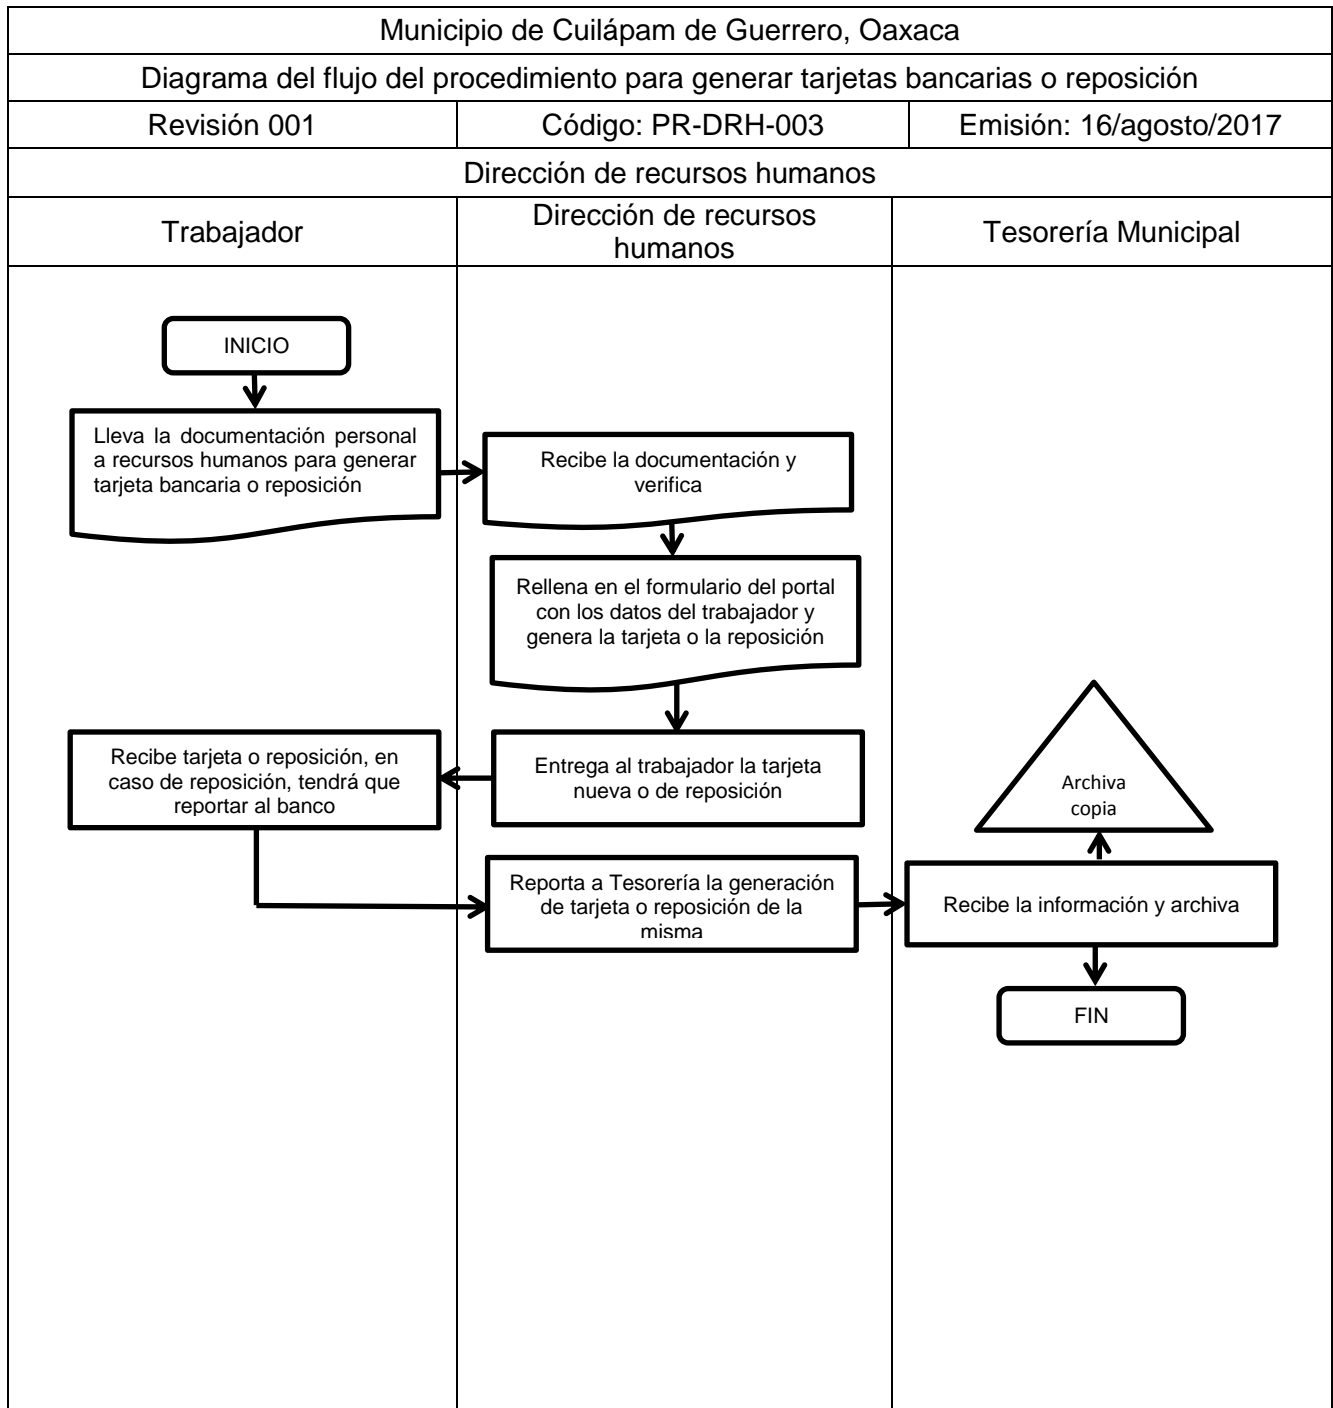 Municipio de Cuilápam de Guerrero, Oaxaca
Diagrama del flujo del procedimiento para generar tarjetas bancarias o reposición
Revisión 001
Código: PR-DRH-003
Emisión: 16/agosto/2017
Dirección de recursos humanos
Trabajador
Dirección de recursos
humanos
Tesorería Municipal
INICIO
Lleva la documentación personal
a recursos humanos para generar
tarjeta bancaria o reposición
Recibe la documentación y
verifica
Rellena en el formulario del portal
con los datos del trabajador y
genera la tarjeta o la reposición
Entrega al trabajador la tarjeta
nueva o de reposición
Recibe tarjeta o reposición, en
caso de reposición, tendrá que
reportar al banco
Reporta a Tesorería la generación
de tarjeta o reposición de la
misma
Recibe la información y archiva
Archiva
copia
FIN